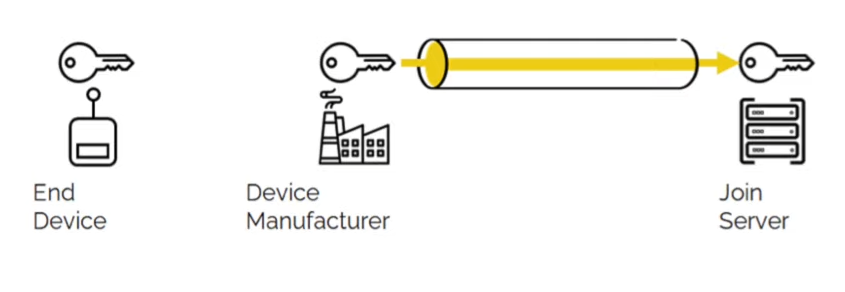 End
Device
Device
Manufacturer
Join
Server